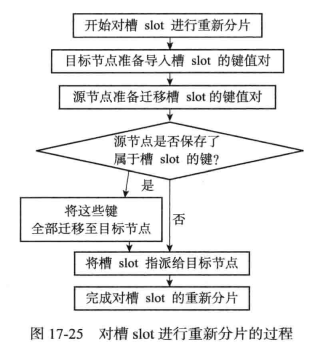 开始对槽 slot 进行重新分片
目标节点准备导入槽 slot 的键值对
源节点准备迁移槽 slot 的键值对
源节点是否保存了
属于槽 slot 的键?
是
将这些键
全部迁移至目标节点
否
将槽 slot 指派给目标节点
完成对槽 slot 的重新分片
图 17-25 对槽 slot 进行重新分片的过程